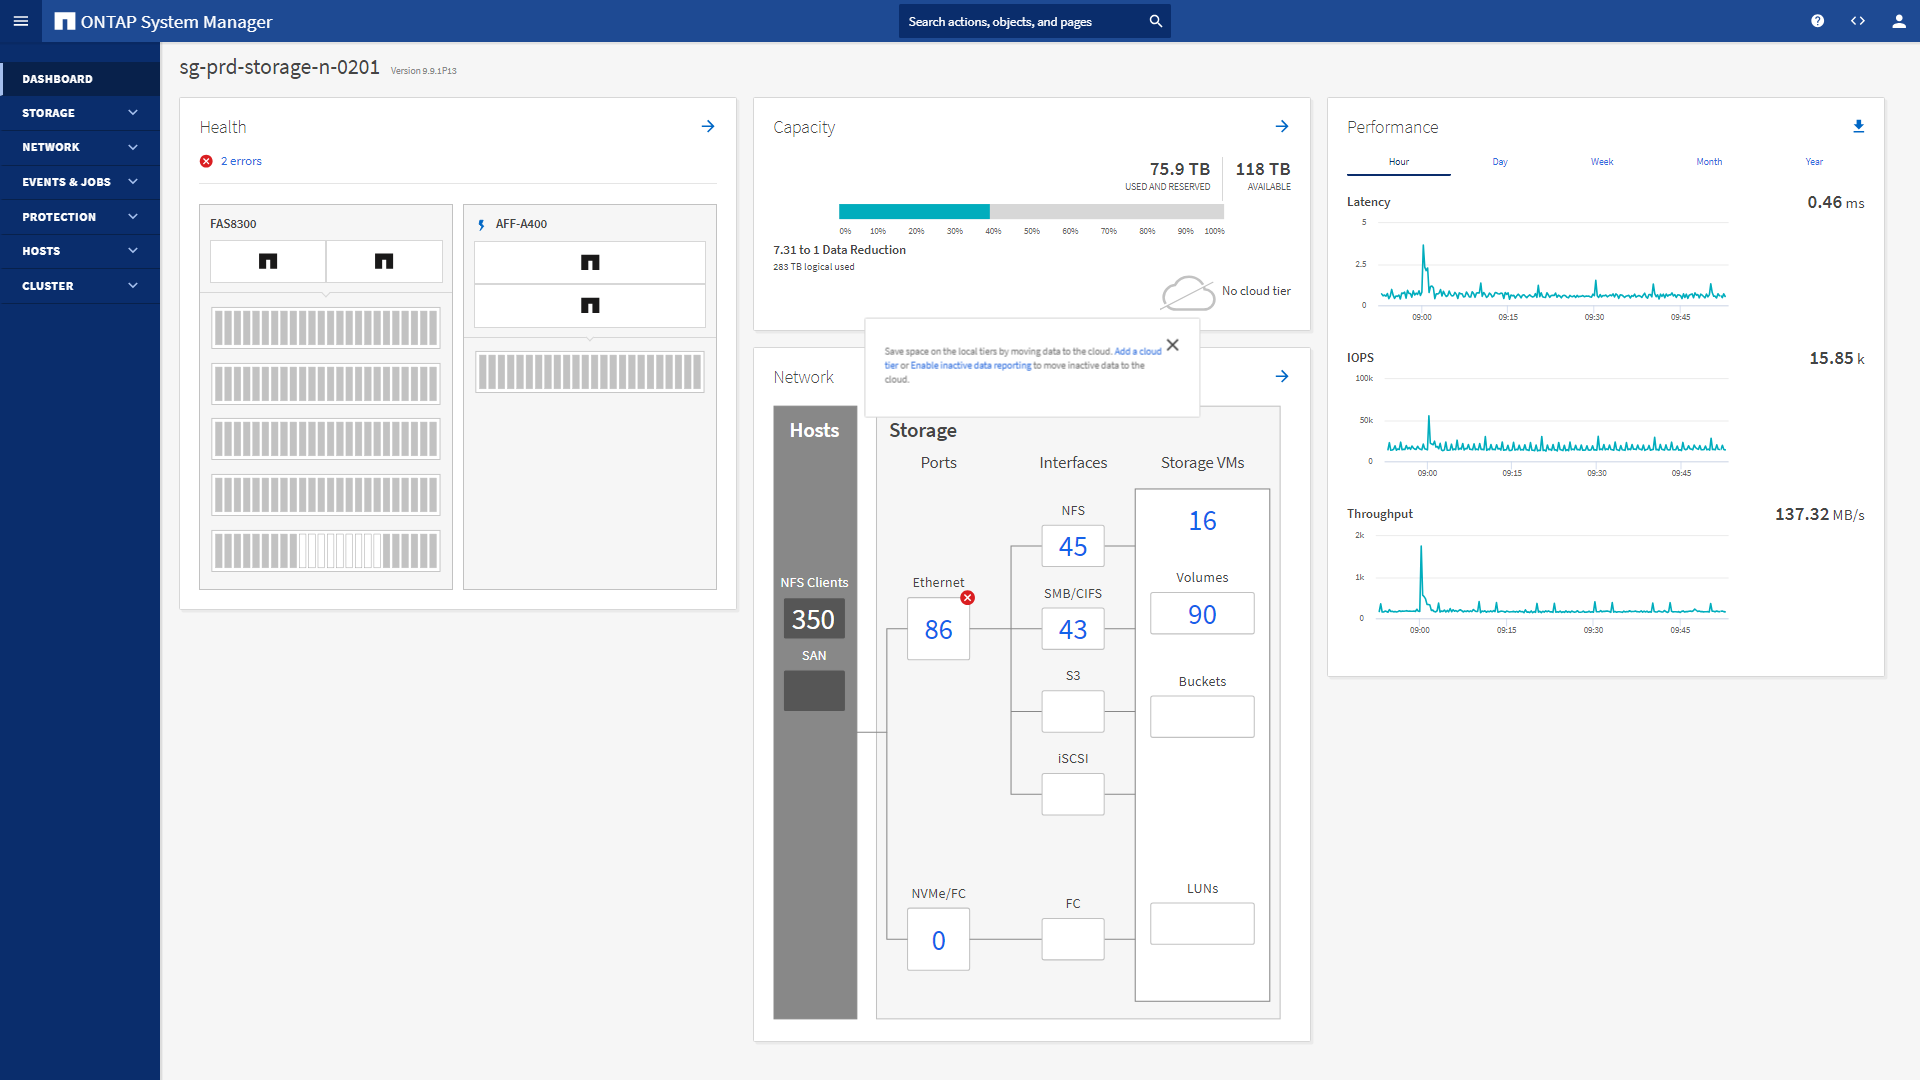 ONTAP System Manager
Search actions, objects, and pages
DASHBOARD
STORAGE
NETWORK
EVENTS & JOBS
PROTECTION
HOSTS
CLUSTER
sg-prd-storage-n-0201 Version 9.9.1P13
Health
2 errors
FAS8300
AFF-A400
Capacity
75.9 TB
USED AND RESERVED
118 TB
AVAILABLE
0% 10% 20% 30% 40% 50% 60% 70% 80% 90% 100%
7.31 to 1 Data Reduction
283 TB logical used
No cloud tier
Save space on the local tiers by moving data to the cloud. Add a cloud
tier or Enable inactive data reporting to move inactive data to the
cloud.
Network
Hosts
NFS Clients
350
SAN
Storage
Ports
Interfaces
Storage VMs
Ethernet
86
NVMe/FC
0
NFS
45
SMB/CIFS
43
S3
iSCSI
FC
16
Volumes
90
Buckets
LUNs
Performance
Hour Day Week Month Year
Latency
0.46 ms
5
2.5
0
09:00 09:15 09:30 09:45
IOPS
15.85 k
100k
50k
0
09:00 09:15 09:30 09:45
Throughput
137.32 MB/s
2k
1k
0
09:00 09:15 09:30 09:45